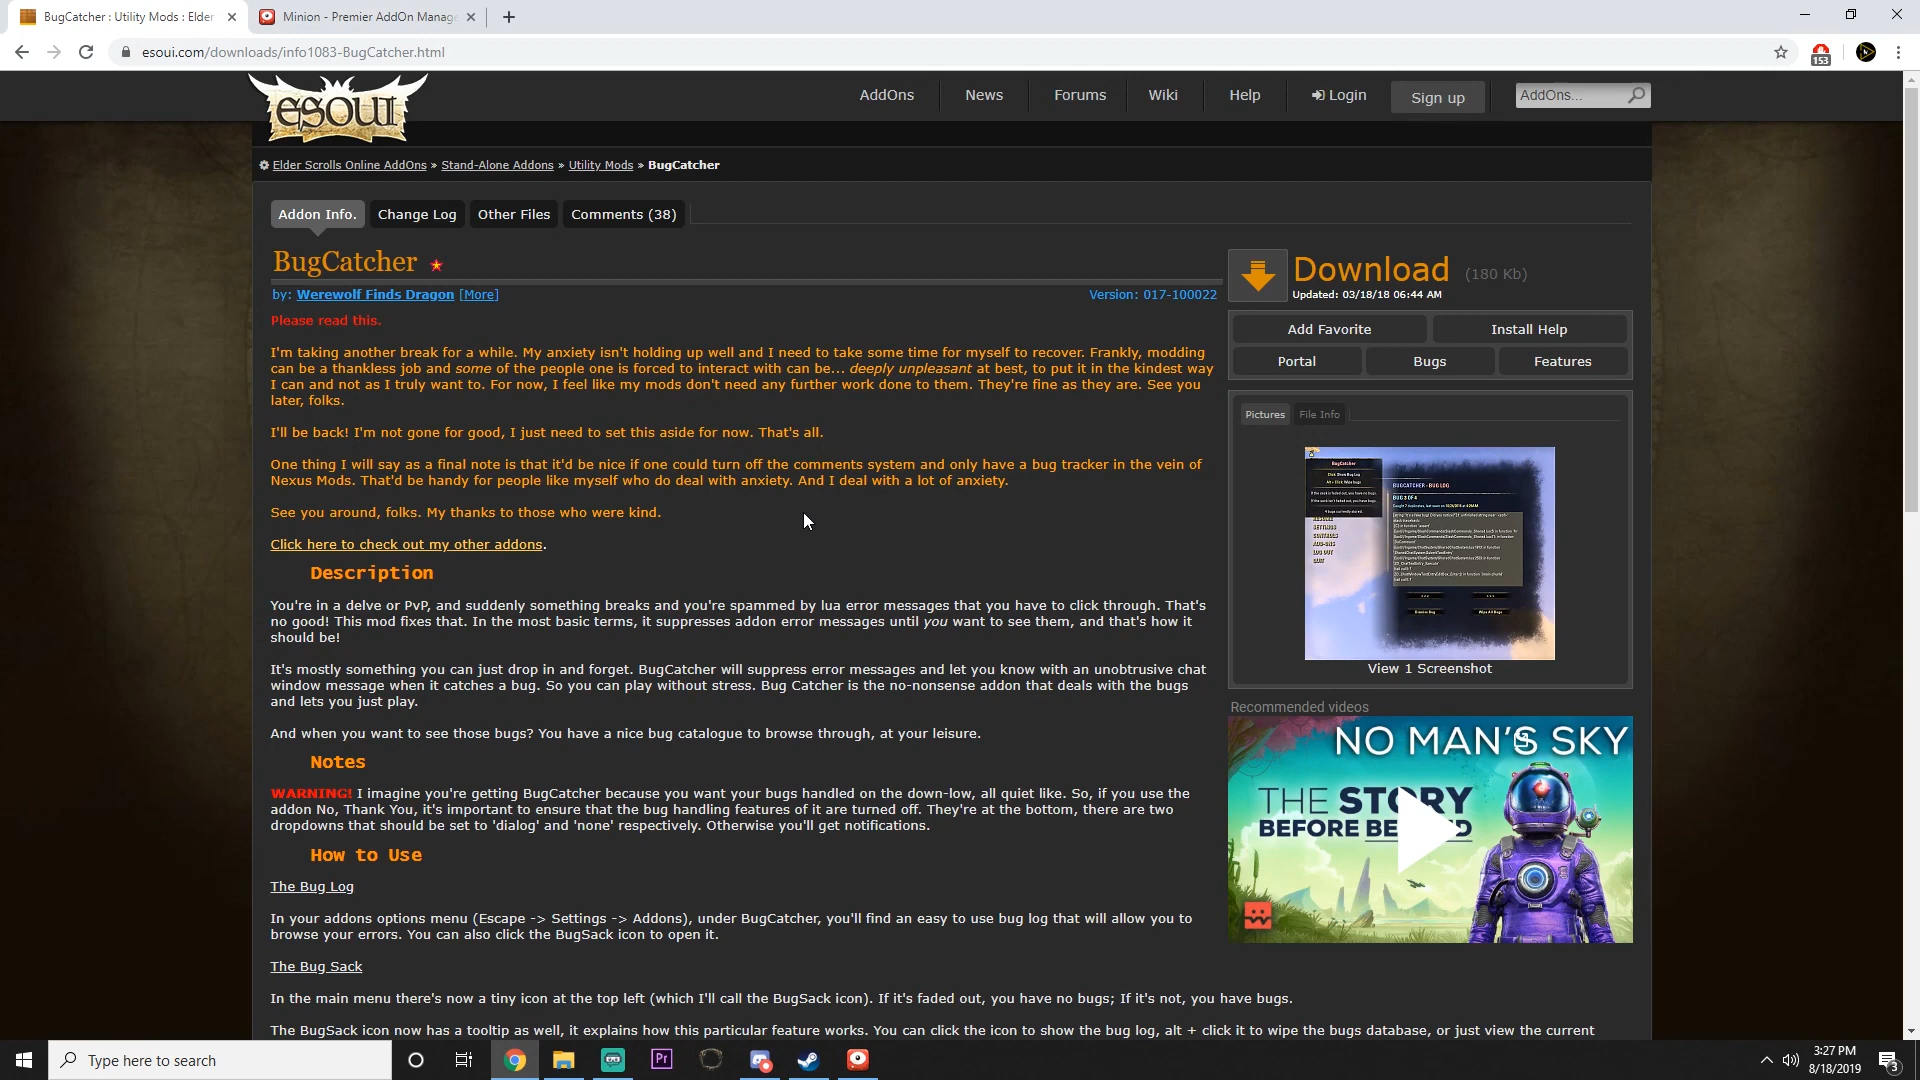 BugCatcher : Utility Mods : Elder
Minion - Premier AddOn Manage
esoui.com/downloads/info1083-BugCatcher.html
153
ESOUI
AddOns
News
Forums
Wiki
Help
Login
Sign up
AddOns...
Elder Scrolls Online AddOns » Stand-Alone Addons » Utility Mods » BugCatcher
Addon Info.
Change Log
Other Files
Comments (38)
BugCatcher
by: Werewolf Finds Dragon [More]
Version: 017-100022
Please read this.
I'm taking another break for a while. My anxiety isn't holding up well and I need to take some time for myself to recover. Frankly, modding
can be a thankless job and some of the people one is forced to interact with can be... deeply unpleasant at best, to put it in the kindest way
I can and not as I truly want to. For now, I feel like my mods don't need any further work done to them. They're fine as they are. See you
later, folks.
I'll be back! I'm not gone for good, I just need to set this aside for now. That's all.
One thing I will say as a final note is that it'd be nice if one could turn off the comments system and only have a bug tracker in the vein of
Nexus Mods. That'd be handy for people like myself who do deal with anxiety. And I deal with a lot of anxiety.
See you around, folks. My thanks to those who were kind.
Click here to check out my other addons.
Description
You're in a delve or PvP, and suddenly something breaks and you're spammed by lua error messages that you have to click through. That's
no good! This mod fixes that. In the most basic terms, it suppresses addon error messages until you want to see them, and that's how it
should be!
It's mostly something you can just drop in and forget. BugCatcher will suppress error messages and let you know with an unobtrusive chat
window message when it catches a bug. So you can play without stress. Bug Catcher is the no-nonsense addon that deals with the bugs
and lets you just play.
And when you want to see those bugs? You have a nice bug catalogue to browse through, at your leisure.
Notes
WARNING! I imagine you're getting BugCatcher because you want your bugs handled on the down-low, all quiet like. So, if you use the
addon No, Thank You, it's important to ensure that the bug handling features of it are turned off. They're at the bottom, there are two
dropdowns that should be set to 'dialog' and 'none' respectively. Otherwise you'll get notifications.
How to Use
The Bug Log
In your addons options menu (Escape -> Settings -> Addons), under BugCatcher, you'll find an easy to use bug log that will allow you to
browse your errors. You can also click the BugSack icon to open it.
The Bug Sack
In the main menu there's now a tiny icon at the top left (which I'll call the BugSack icon). If it's faded out, you have no bugs; If it's not, you have bugs.
The BugSack icon now has a tooltip as well, it explains how this particular feature works. You can click the icon to show the bug log, alt + click it to wipe the bugs database, or just view the current
Download (180 Kb)
Updated: 03/18/18 06:44 AM
Add Favorite
Install Help
Portal
Bugs
Features
Pictures
File Info
BugCatcher
BUGCATCHER - BUG LOG
BUG 3 OF 4
SETTINGS
CONTROLS
ADD-ONS
LOG OUT
QUIT
View 1 Screenshot
Recommended videos
NO MAN'S SKY
THE STORY
BEFORE
Type here to search
Pr
3:27 PM
8/18/2019
3